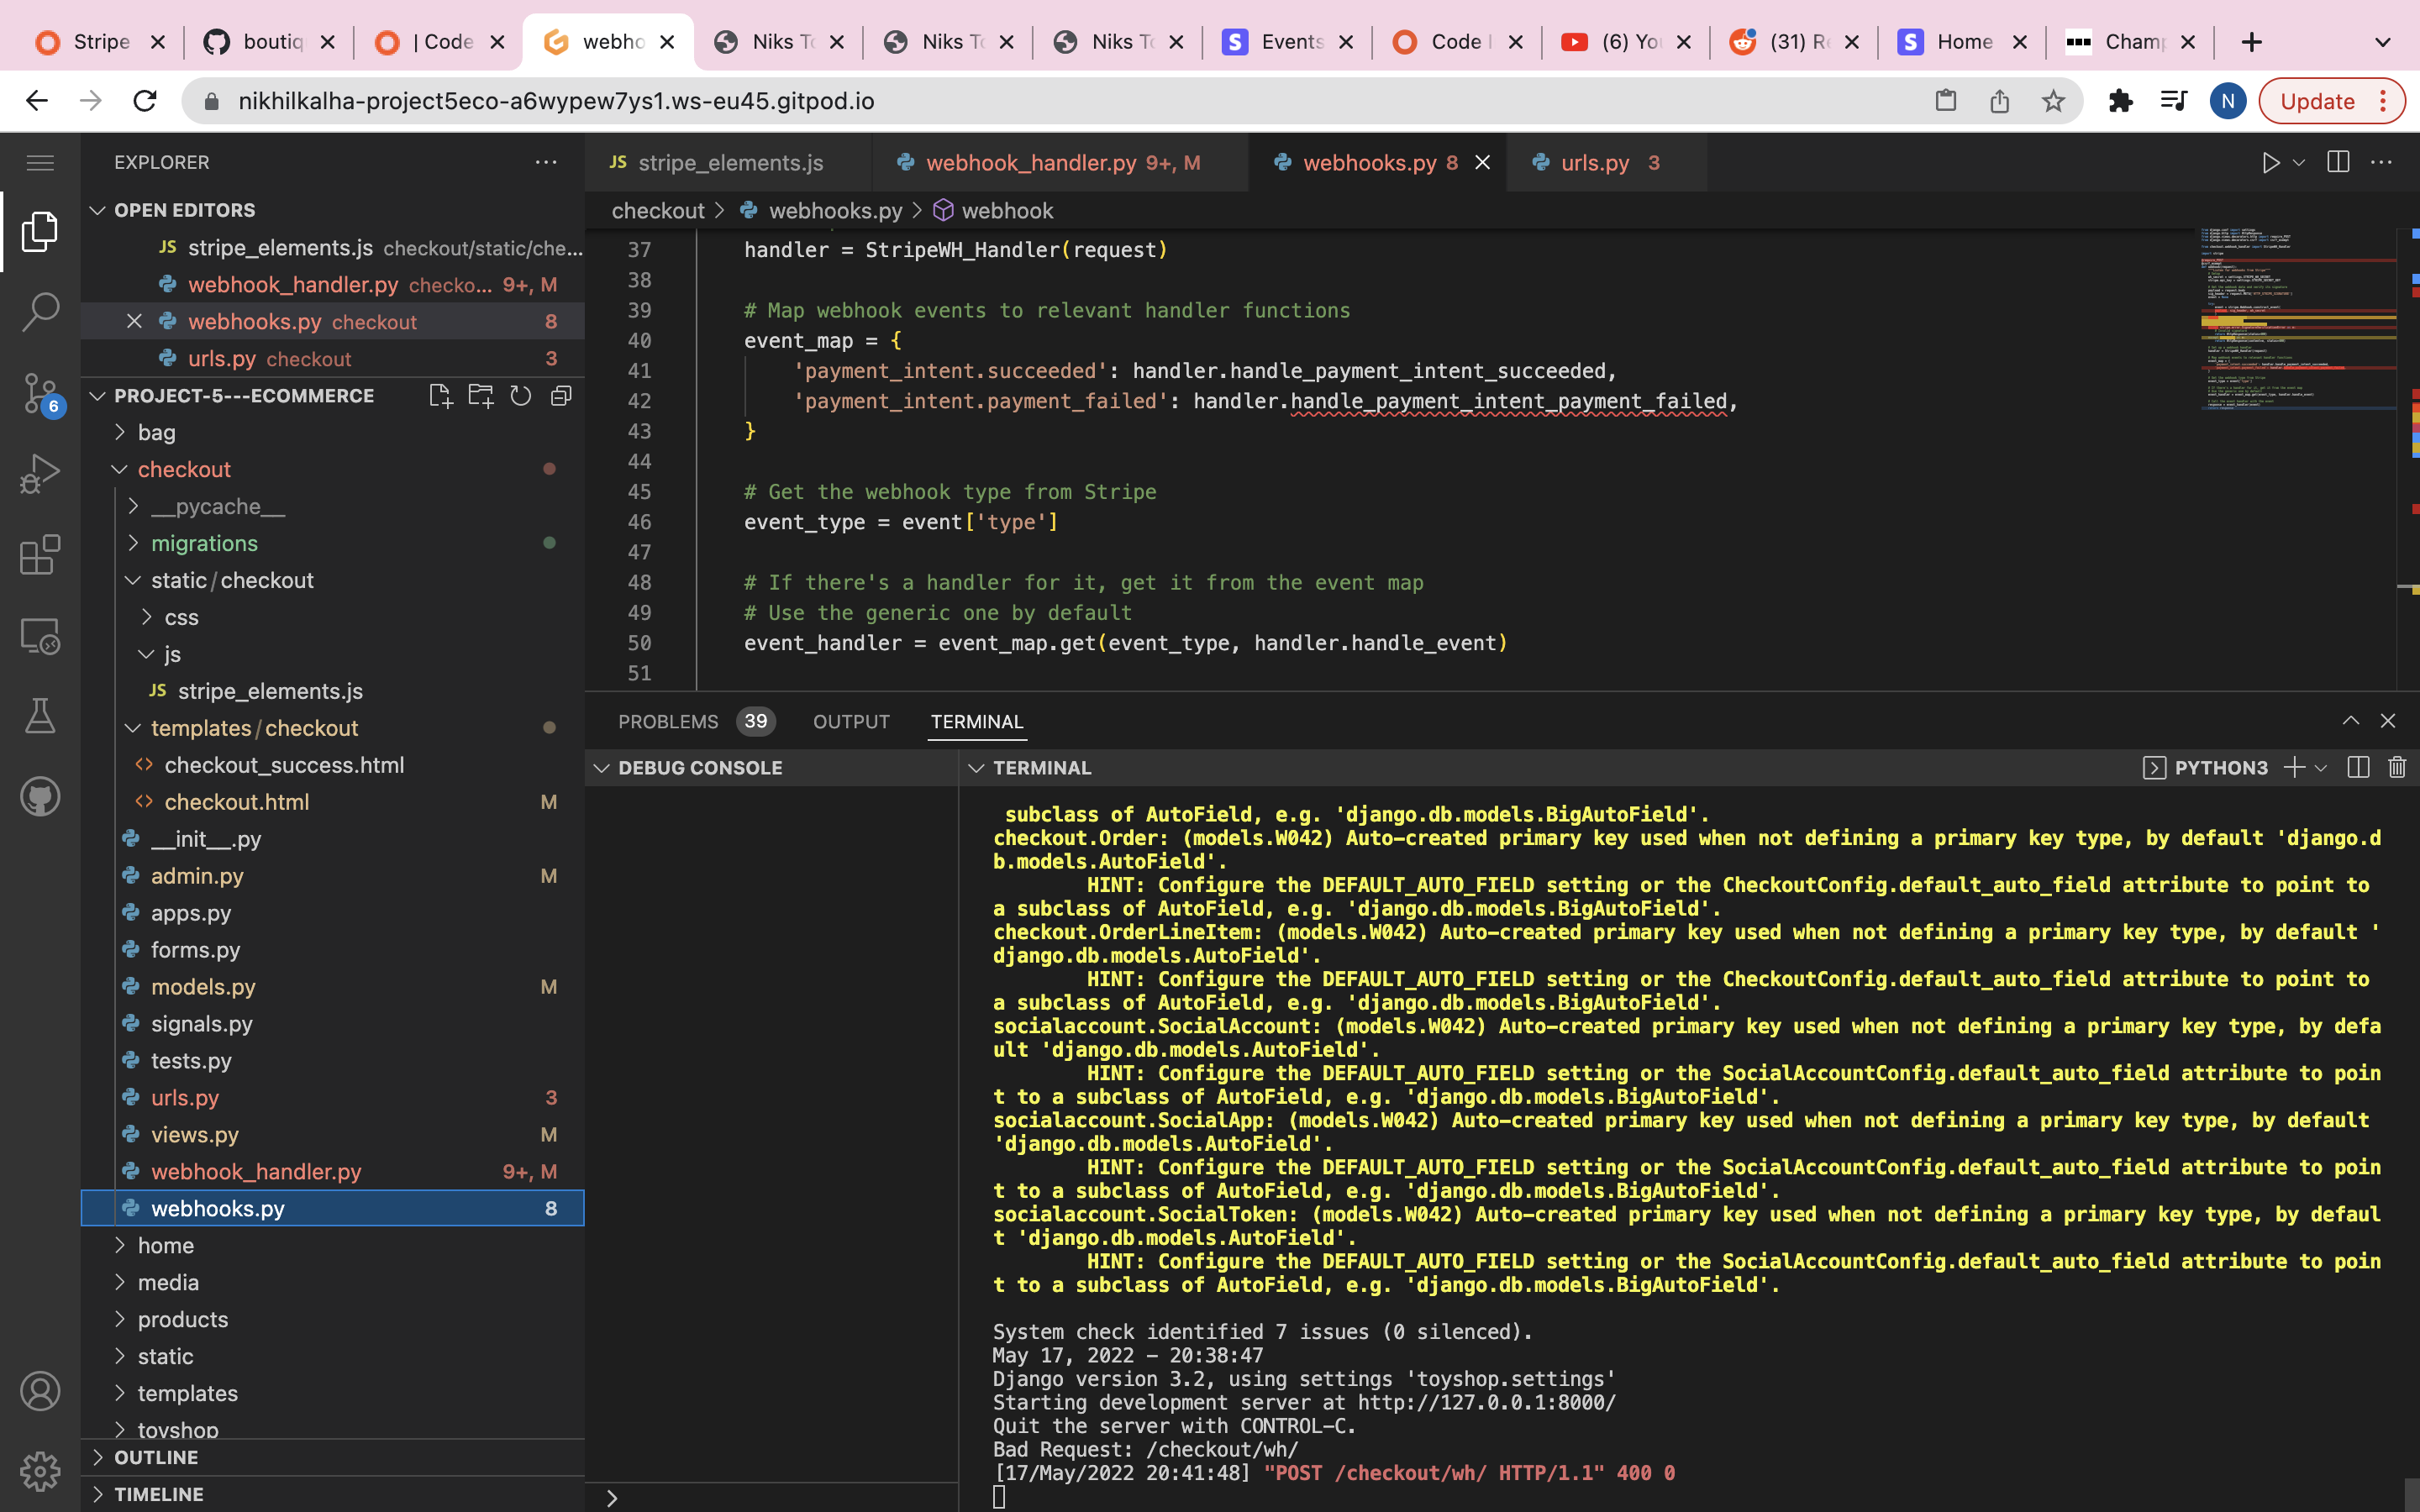 Stripe
boutiq
| Code
webho
Niks To
Niks To
Niks To
Events
Code I
(6) You
(31) Re
Home
Champ
nikhilkalha-project5eco-a6wypew7ys1.ws-eu45.gitpod.io
N
Update
EXPLORER
JS stripe_elements.js
webhook_handler.py 9+, M
webhooks.py 8
urls.py 3
OPEN EDITORS
checkout > webhooks.py > webhook
JS stripe_elements.js checkout/static/che...
webhook_handler.py checko... 9+, M
webhooks.py checkout 8
urls.py checkout 3
PROJECT-5---ECOMMERCE
bag
checkout
__pycache__
migrations
static/checkout
css
js
JS stripe_elements.js
templates/checkout
checkout_success.html
checkout.html M
__init__.py
admin.py M
apps.py
forms.py
models.py M
signals.py
tests.py
urls.py 3
views.py M
webhook_handler.py 9+, M
webhooks.py 8
home
media
products
static
templates
toyshop
OUTLINE
TIMELINE
6
37 handler = StripeWH_Handler(request)
38
39 # Map webhook events to relevant handler functions
40 event_map = {
41 'payment_intent.succeeded': handler.handle_payment_intent_succeeded,
42 'payment_intent.payment_failed': handler.handle_payment_intent_payment_failed,
43 }
44
45 # Get the webhook type from Stripe
46 event_type = event['type']
47
48 # If there's a handler for it, get it from the event map
49 # Use the generic one by default
50 event_handler = event_map.get(event_type, handler.handle_event)
51
PROBLEMS 39 OUTPUT TERMINAL
DEBUG CONSOLE
TERMINAL
PYTHON3
subclass of AutoField, e.g. 'django.db.models.BigAutoField'.
checkout.Order: (models.W042) Auto-created primary key used when not defining a primary key type, by default 'django.d
b.models.AutoField'.
HINT: Configure the DEFAULT_AUTO_FIELD setting or the CheckoutConfig.default_auto_field attribute to point to
a subclass of AutoField, e.g. 'django.db.models.BigAutoField'.
checkout.OrderLineItem: (models.W042) Auto-created primary key used when not defining a primary key type, by default '
django.db.models.AutoField'.
HINT: Configure the DEFAULT_AUTO_FIELD setting or the CheckoutConfig.default_auto_field attribute to point to
a subclass of AutoField, e.g. 'django.db.models.BigAutoField'.
socialaccount.SocialAccount: (models.W042) Auto-created primary key used when not defining a primary key type, by defa
ult 'django.db.models.AutoField'.
HINT: Configure the DEFAULT_AUTO_FIELD setting or the SocialAccountConfig.default_auto_field attribute to poin
t to a subclass of AutoField, e.g. 'django.db.models.BigAutoField'.
socialaccount.SocialApp: (models.W042) Auto-created primary key used when not defining a primary key type, by default
'django.db.models.AutoField'.
HINT: Configure the DEFAULT_AUTO_FIELD setting or the SocialAccountConfig.default_auto_field attribute to poin
t to a subclass of AutoField, e.g. 'django.db.models.BigAutoField'.
socialaccount.SocialToken: (models.W042) Auto-created primary key used when not defining a primary key type, by defaul
t 'django.db.models.AutoField'.
HINT: Configure the DEFAULT_AUTO_FIELD setting or the SocialAccountConfig.default_auto_field attribute to poin
t to a subclass of AutoField, e.g. 'django.db.models.BigAutoField'.
System check identified 7 issues (0 silenced).
May 17, 2022 - 20:38:47
Django version 3.2, using settings 'toyshop.settings'
Starting development server at http://127.0.0.1:8000/
Quit the server with CONTROL-C.
Bad Request: /checkout/wh/
[17/May/2022 20:41:48] "POST /checkout/wh/ HTTP/1.1" 400 0